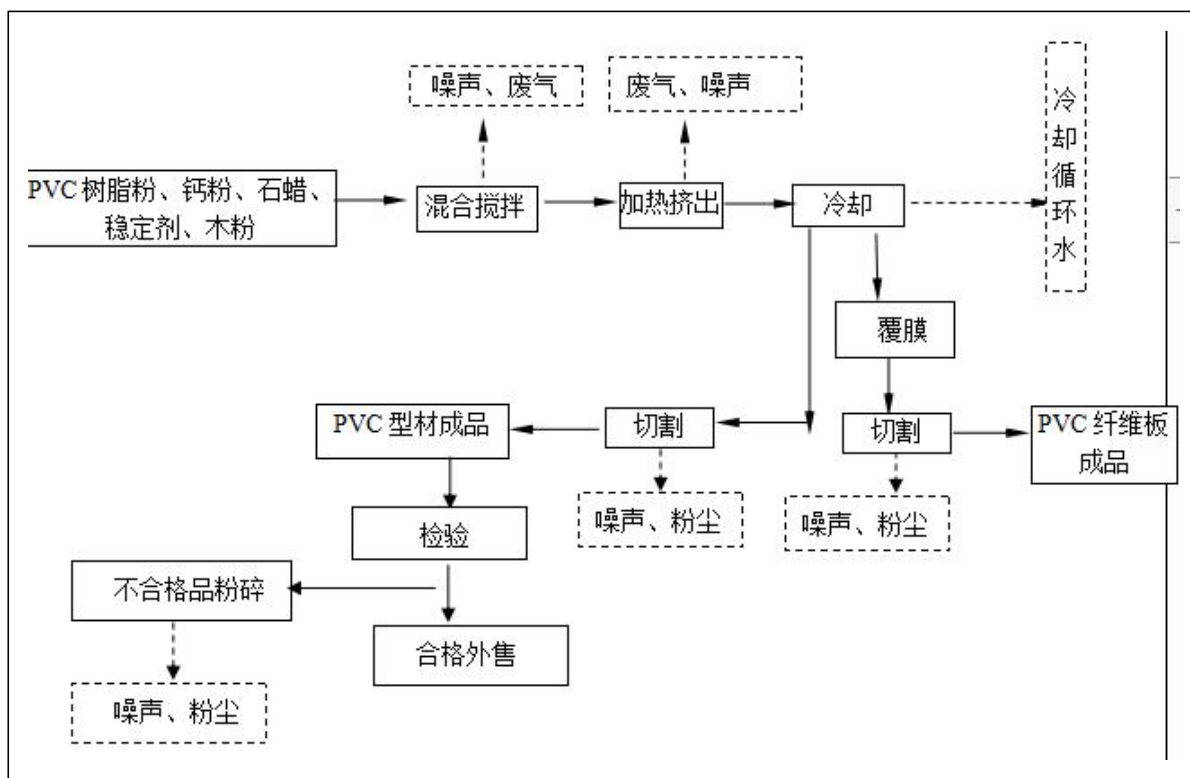 噪声、废气
废气、噪声
冷
却
循
环
水
PVC 树脂粉、钙粉、石蜡、
稳定剂、木粉
混合搅拌
加热挤出
冷却
覆膜
PVC 型材成品
切割
切割
PVC 纤维板
成品
噪声、粉尘
噪声、粉尘
检验
不合格品粉碎
合格外售
噪声、粉尘